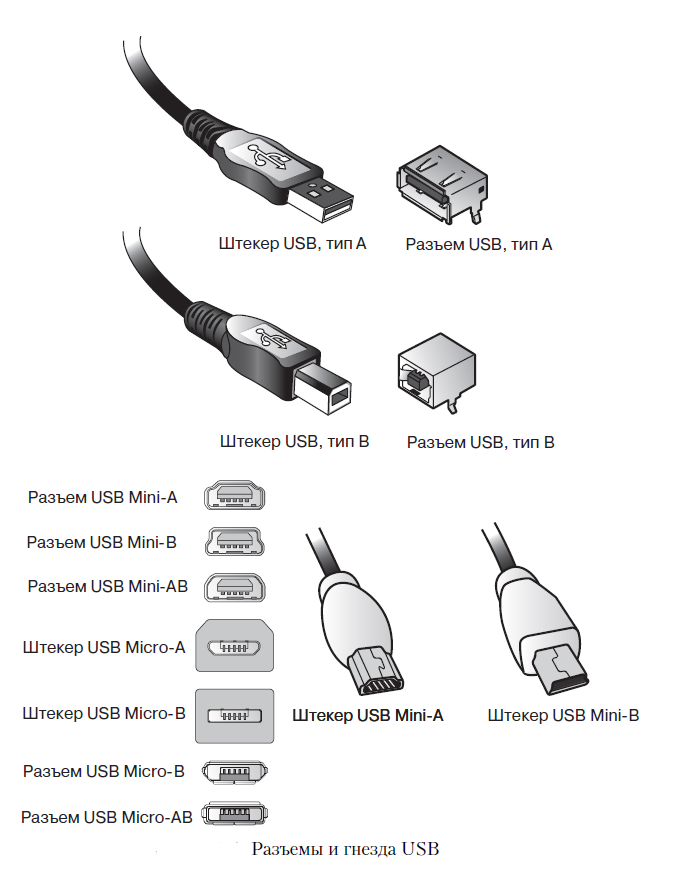 Штекер USB, тип A
Разъем USB, тип A
Штекер USB, тип B
Разъем USB, тип B
Разъем USB Mini-A
Разъем USB Mini-B
Разъем USB Mini-AB
Штекер USB Micro-A
Штекер USB Micro-B
Штекер USB Mini-A
Штекер USB Mini-B
Разъем USB Micro-B
Разъем USB Micro-AB
Разъемы и гнезда USB